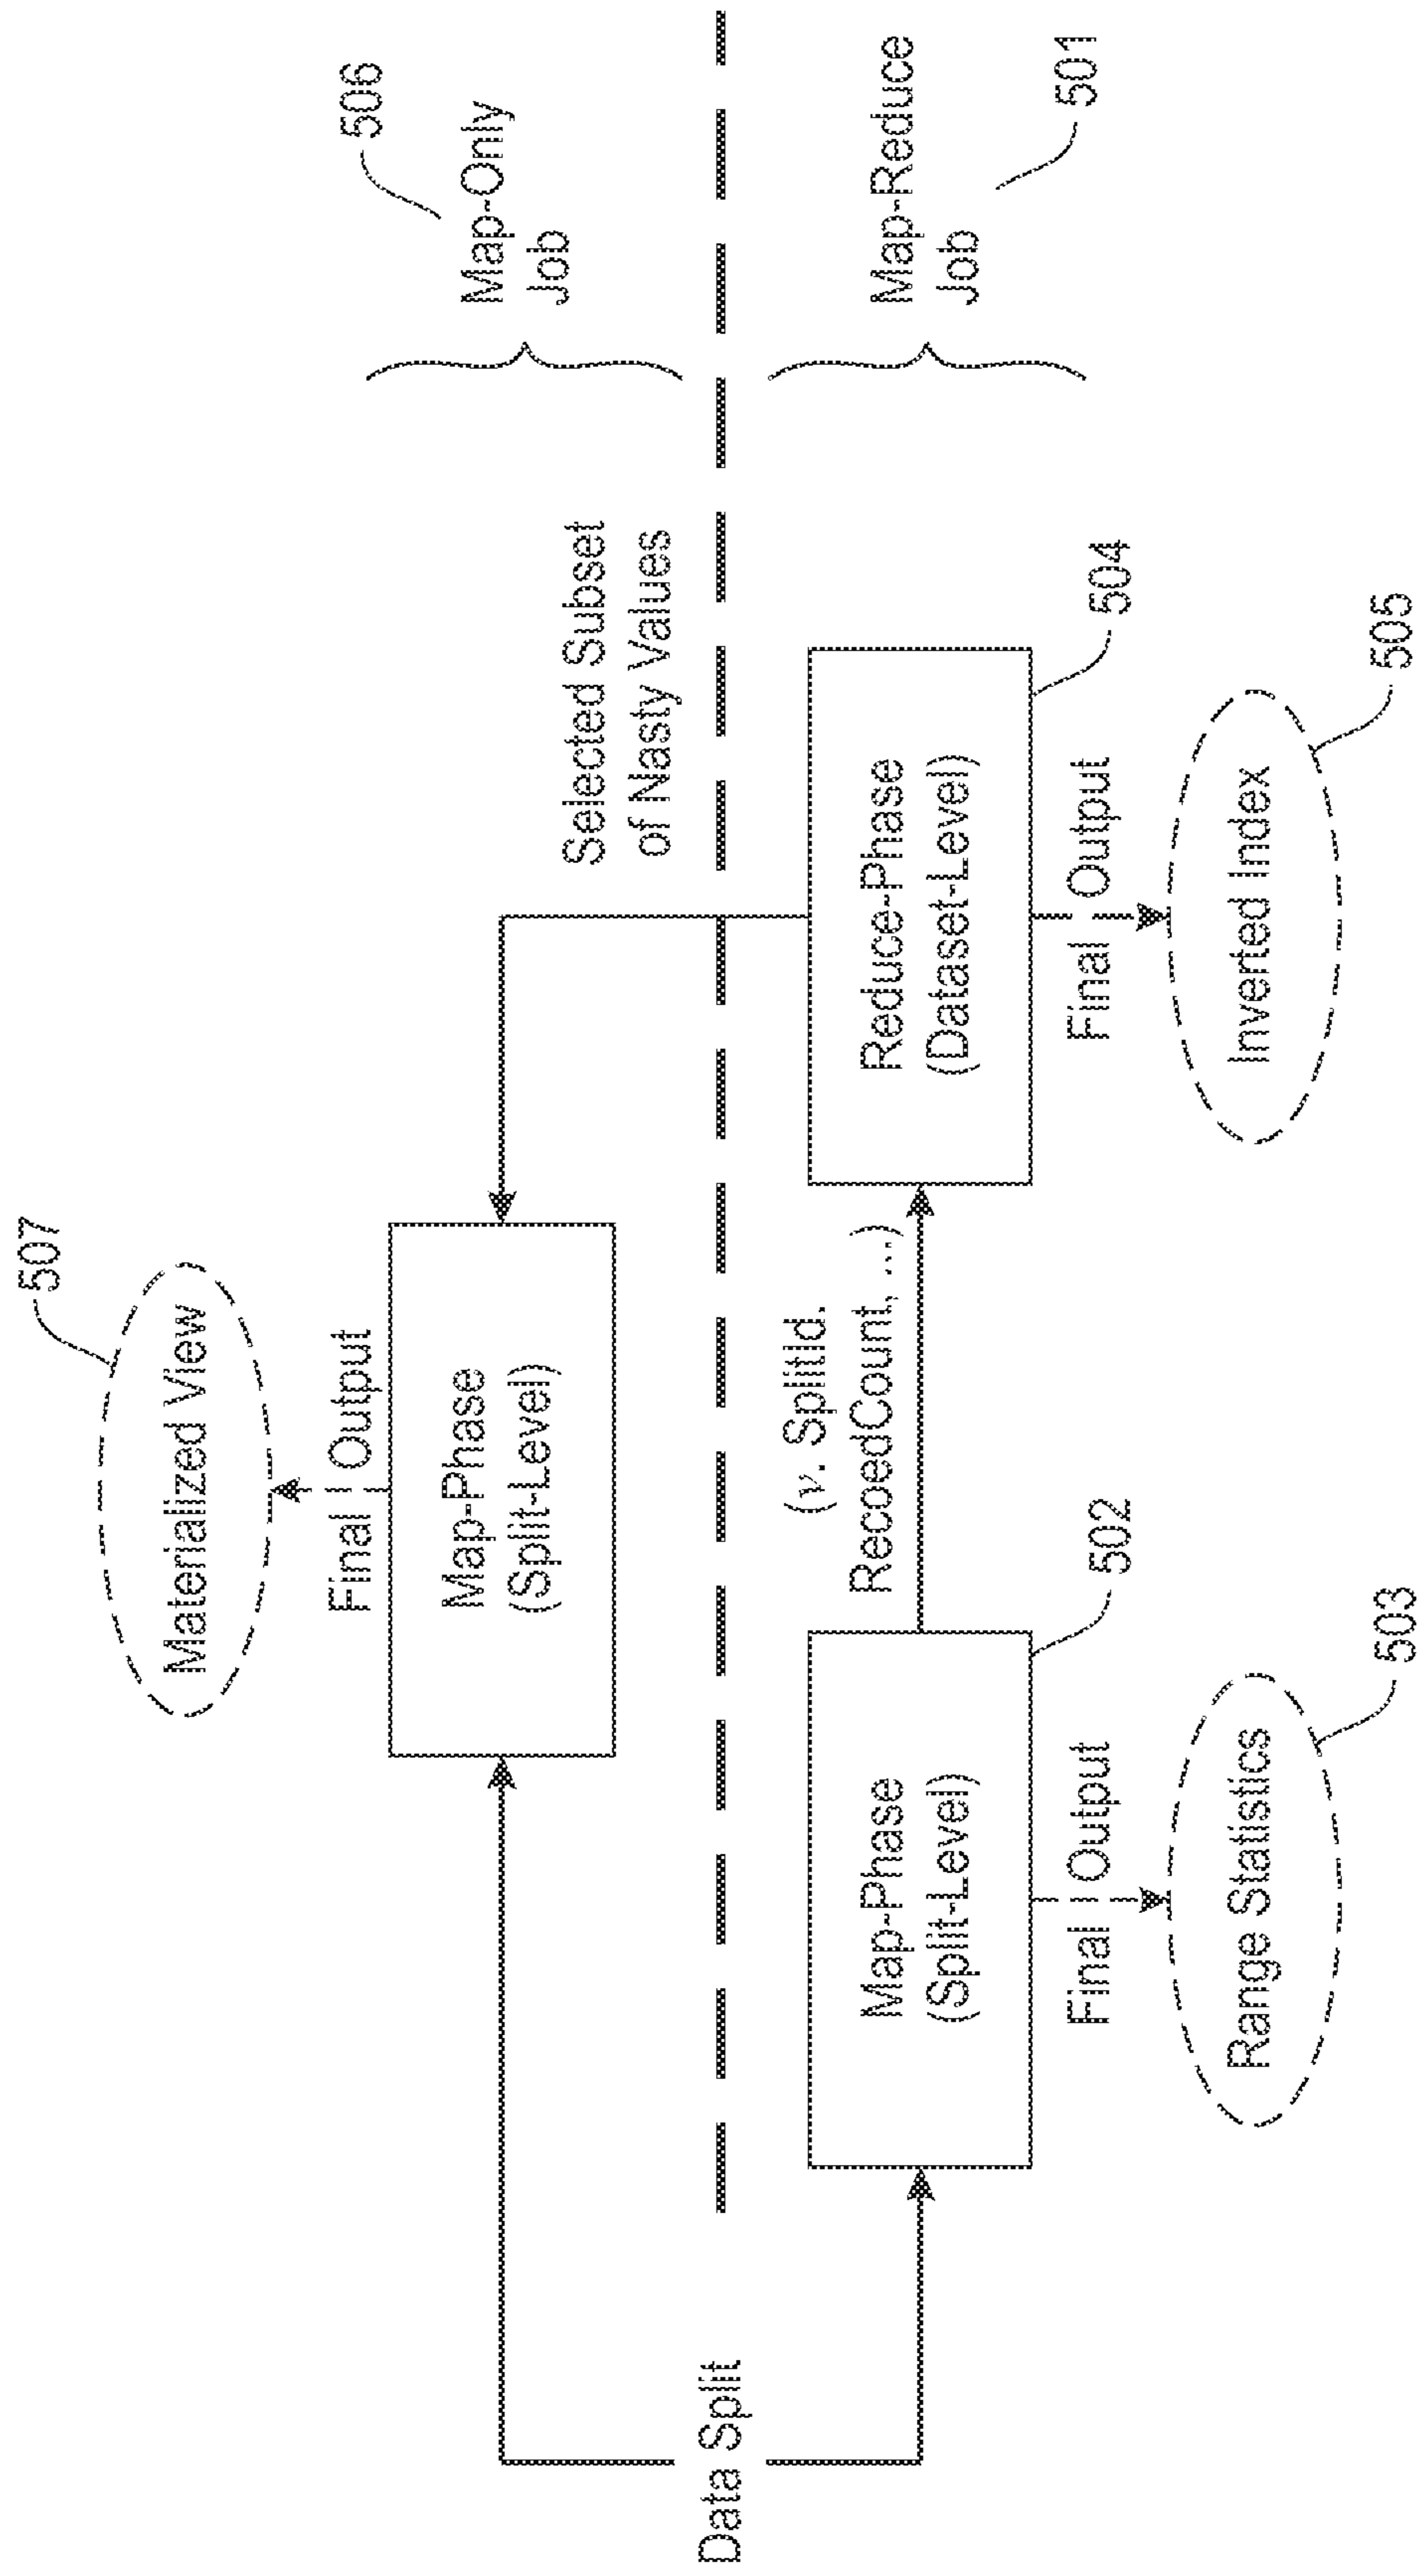 507
Materialized View
Final Output
Map-Phase
(Split-Level)
506
Map-Only
Job
Selected Subset
of Nasty Values
Data Split
(v. SplitId.
RecoedCount, ...)
Map-Phase
(Split-Level)
502
Final Output
Range Statistics
503
Reduce-Phase
(Dataset-Level)
504
Final Output
Inverted Index
505
Map-Reduce
Job
501